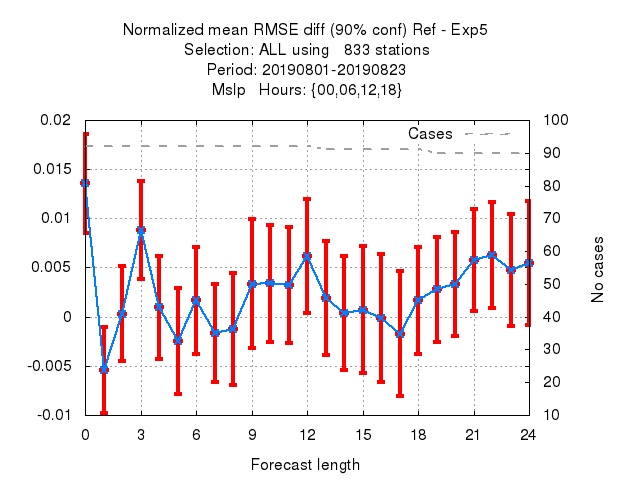 Normalized mean RMSE diff (90% conf) Ref - Exp5
Selection: ALL using   833 stations
Period: 20190801-20190823
Mslp   Hours: {00,06,12,18}
Cases
0.02
0.015
0.01
0.005
0
-0.005
-0.01
100
90
80
70
60
50
40
30
20
10
No cases
0 3 6 9 12 15 18 21 24
Forecast length